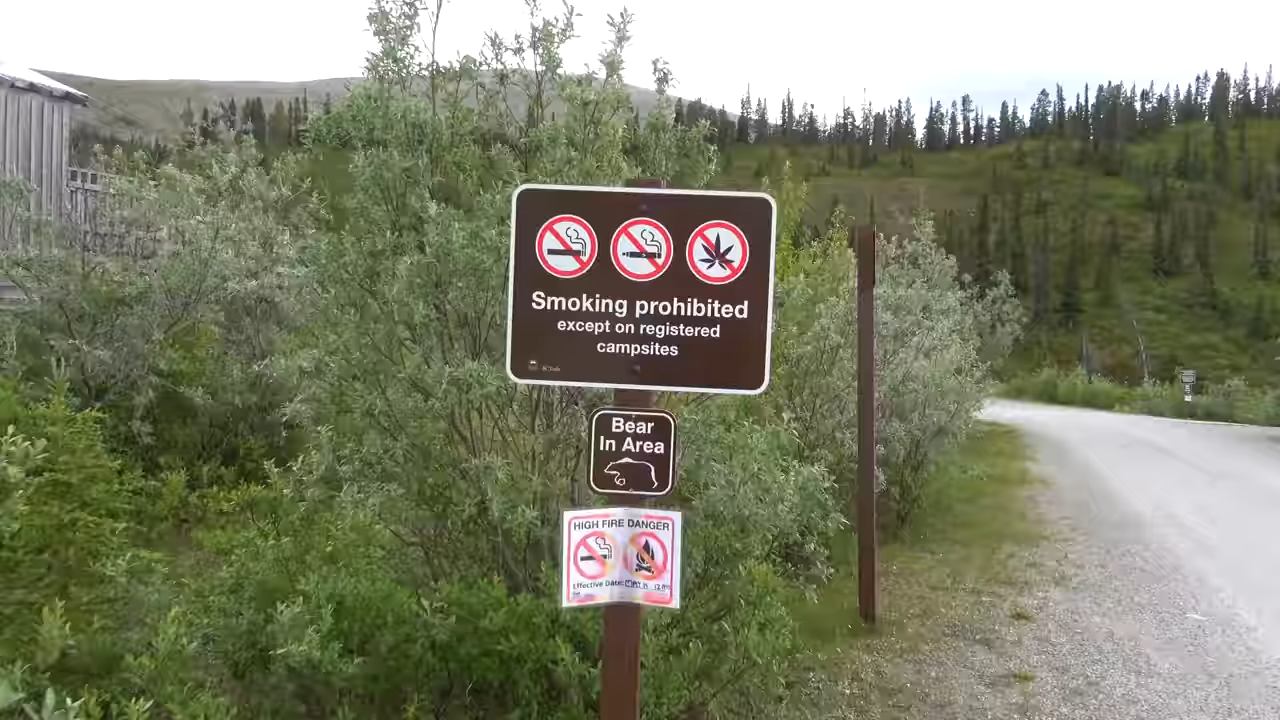 Smoking prohibited
except on registered
campsites
Bear
In Area
HIGH FIRE DANGER
Effective Date: